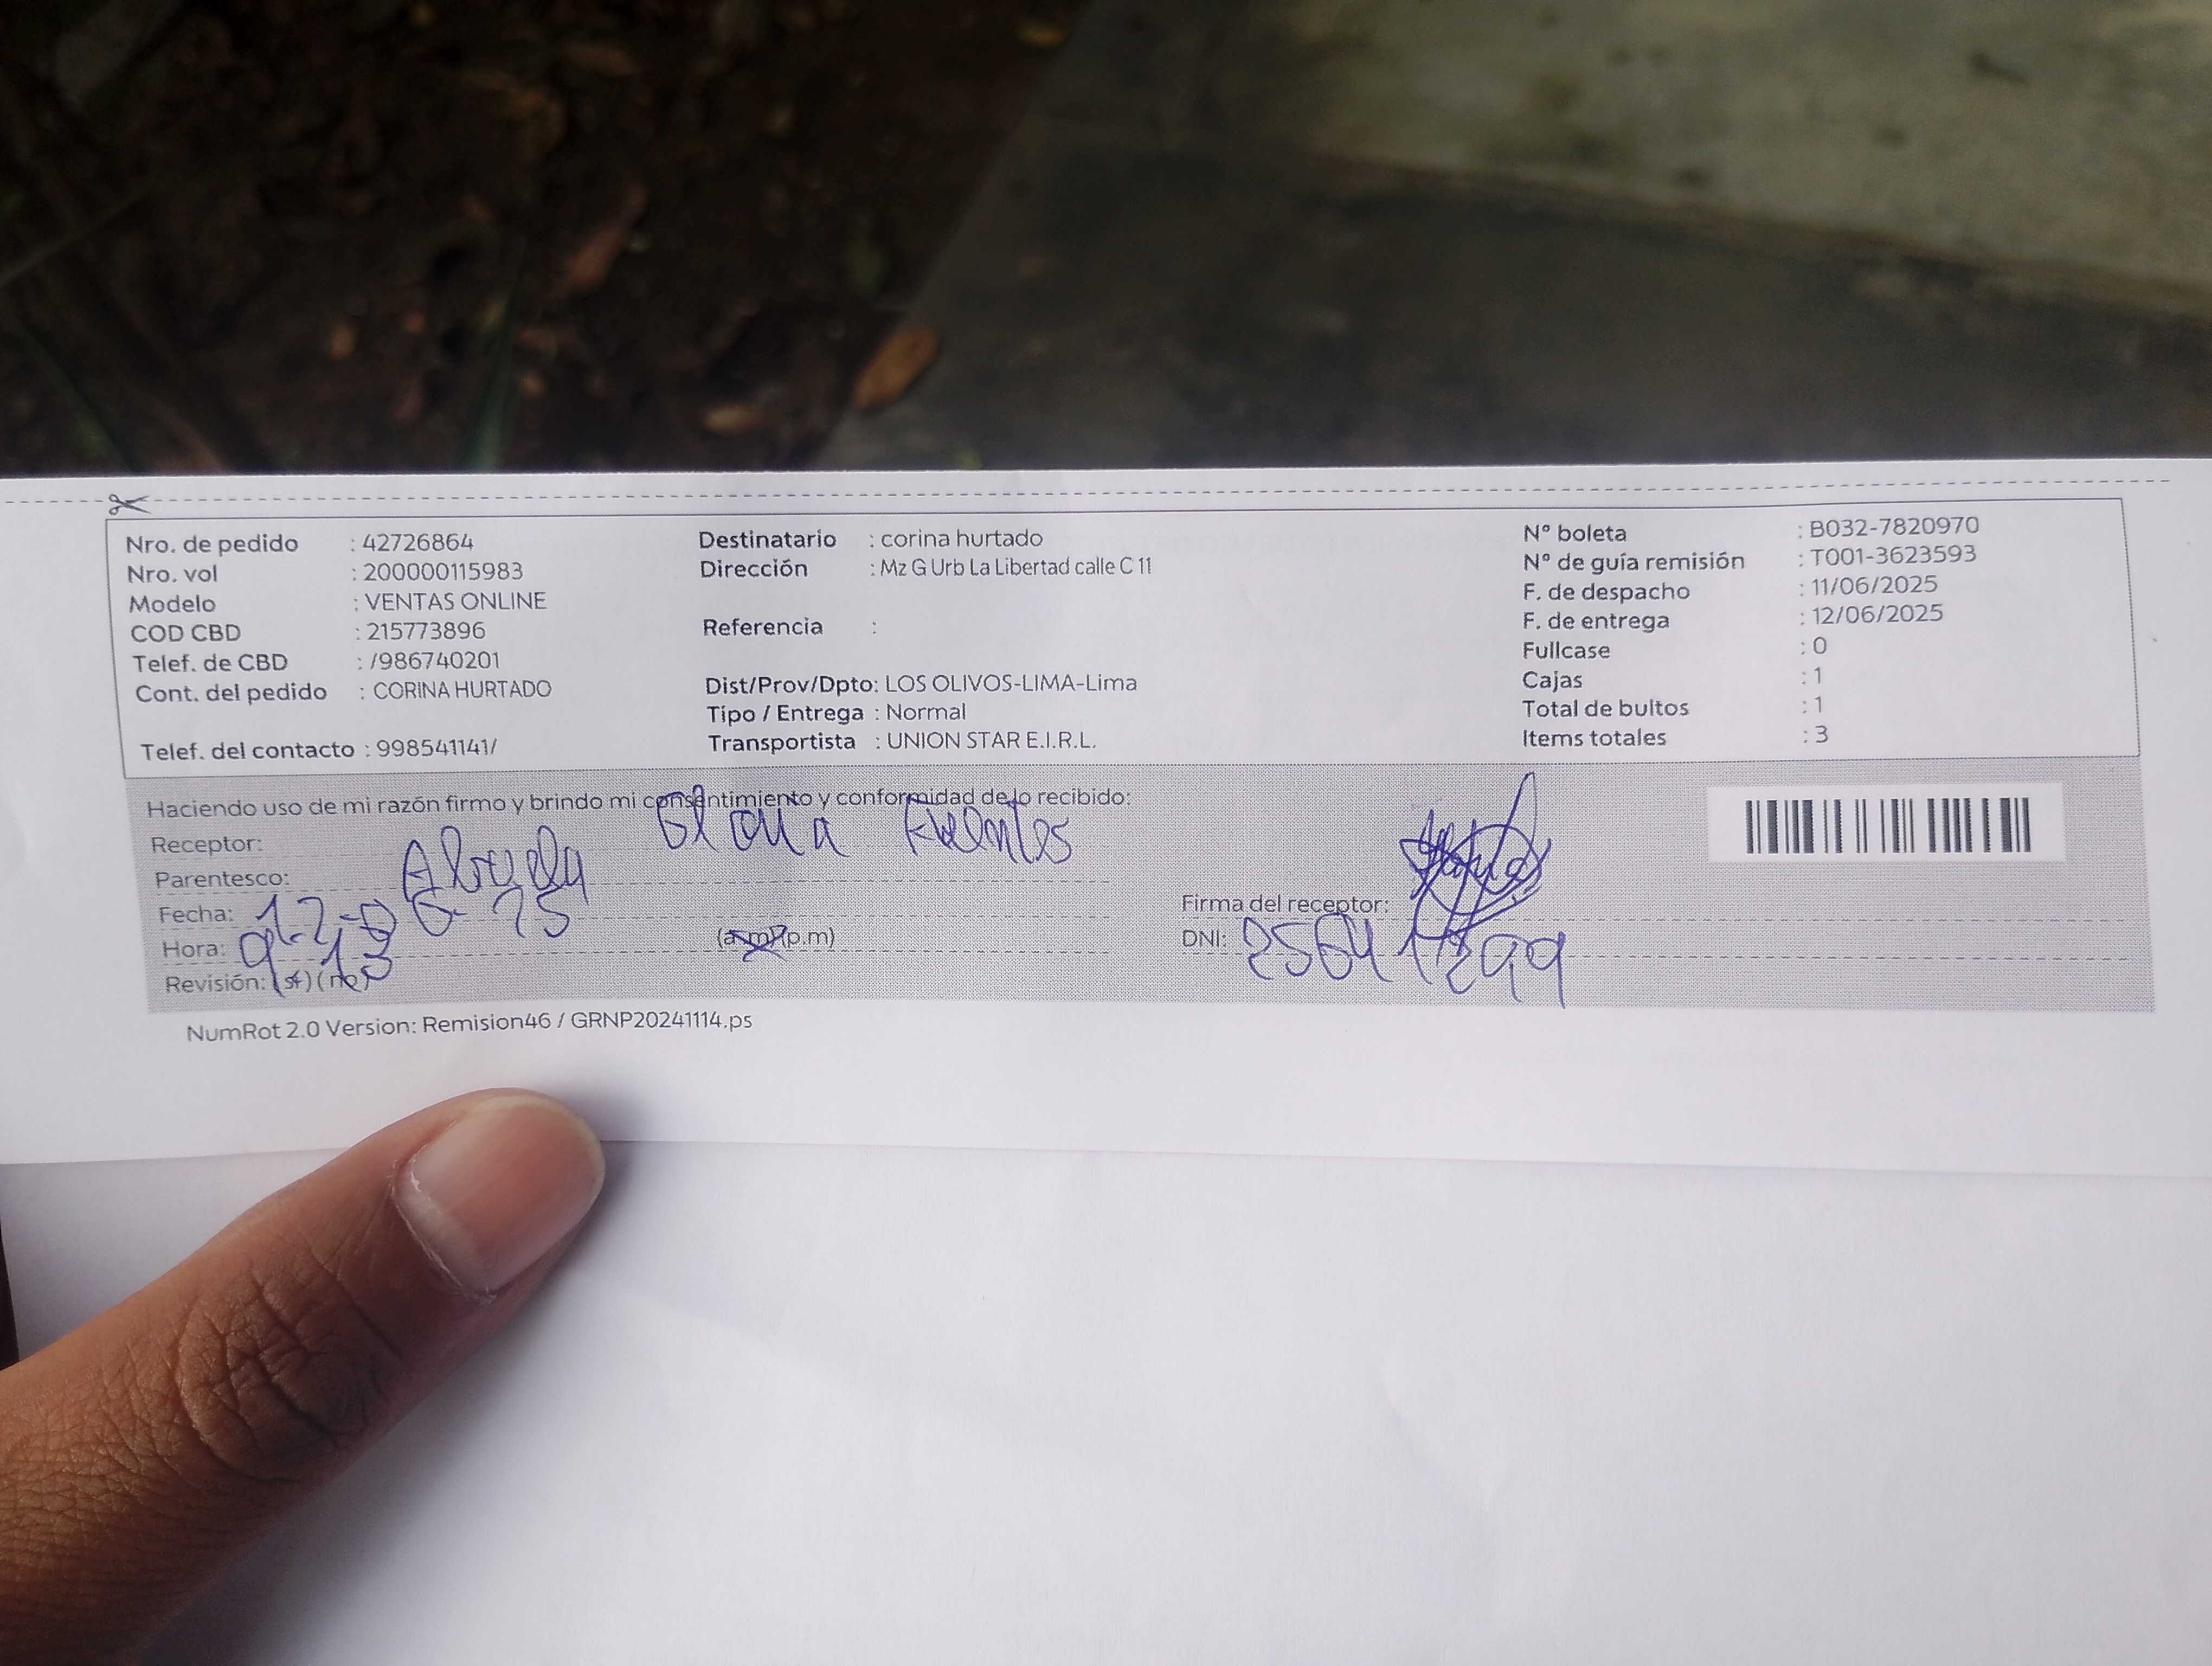 Nro. de pedido : 42726864
Nro. vol : 200000115983
Modelo : VENTAS ONLINE
COD CBD : 215773896
Telef. de CBD : /986740201
Cont. del pedido : CORINA HURTADO
Telef. del contacto : 998541141/
Destinatario : corina hurtado
Dirección : Mz G Urb La Libertad calle C 11
Referencia :
Dist/Prov/Dpto: LOS OLIVOS-LIMA-Lima
Tipo / Entrega : Normal
Transportista : UNION STAR E.I.R.L.
N° boleta : B032-7820970
N° de guía remisión : T001-3623593
F. de despacho : 11/06/2025
F. de entrega : 12/06/2025
Fullcase : 0
Cajas : 1
Total de bultos : 1
Items totales : 3
Haciendo uso de mi razón firmo y brindo mi consentimiento y conformidad de lo recibido:
Receptor: Fuentes
Parentesco: Abuela
Fecha: 12-06-25
Hora: 9:13 (a.m)(p.m)
Revisión: (si) (no)
Firma del receptor:
DNI:
NumRot 2.0 Version: Remision46 / GRNP20241114.ps